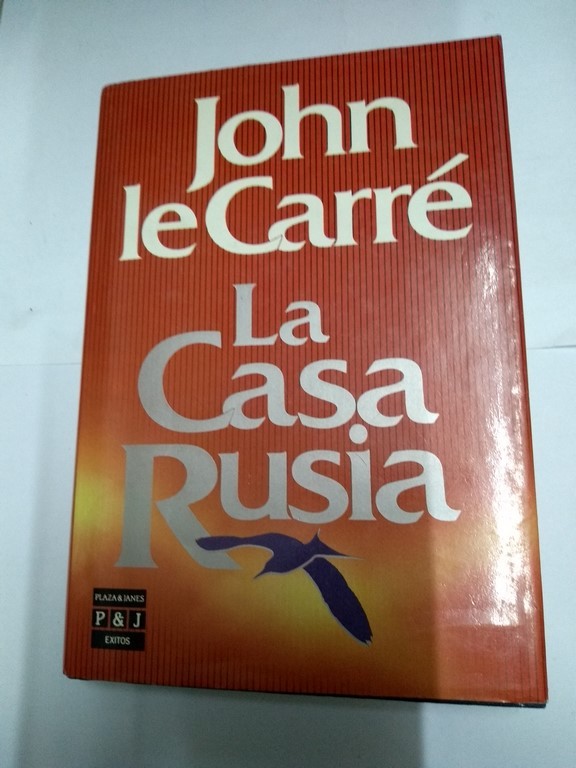 John
le Carré
La
Casa
Rusia
PLAZA & JANES
P & J
EXITOS